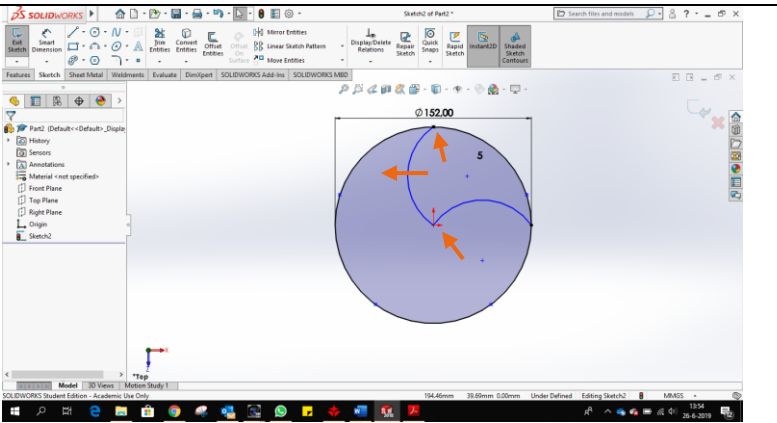 SOLIDWORKS
Sketch2 of Part2 *
Search files and models
Exit Sketch
Smart Dimension
Trim Entities
Convert Entities
Offset Entities
Offset On Surface
Mirror Entities
Linear Sketch Pattern
Move Entities
Display/Delete Relations
Repair Sketch
Quick Snaps
Rapid Sketch
Instant2D
Shaded Sketch Contours
Features Sketch Sheet Metal Weldments Evaluate DimXpert SOLIDWORKS Add-Ins SOLIDWORKS MBD
Part2 (Default<<Default>_Display
History
Sensors
Annotations
Material <not specified>
Front Plane
Top Plane
Right Plane
Origin
Sketch2
Ø152,00
5
X
Z
*Top
Model 3D Views Motion Study 1
SOLIDWORKS Student Edition - Academic Use Only
194.46mm 39.69mm 0.00mm Under Defined Editing Sketch2 MMGS
13:54
26-6-2019